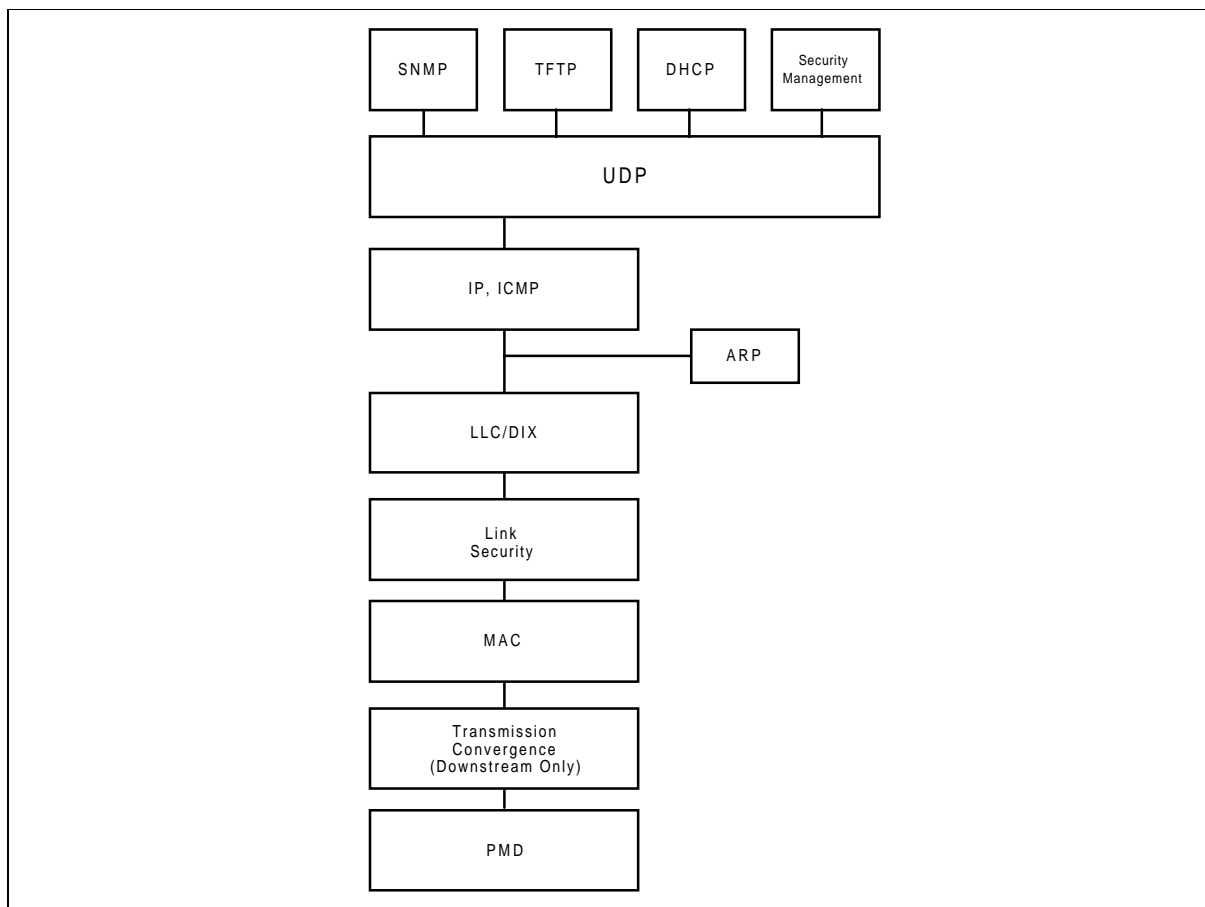 SNMP
TFTP
DHCP
Security
Management
UDP
IP, ICMP
ARP
LLC/DIX
Link
Security
MAC
Transmission
Convergence
(Downstream Only)
PMD